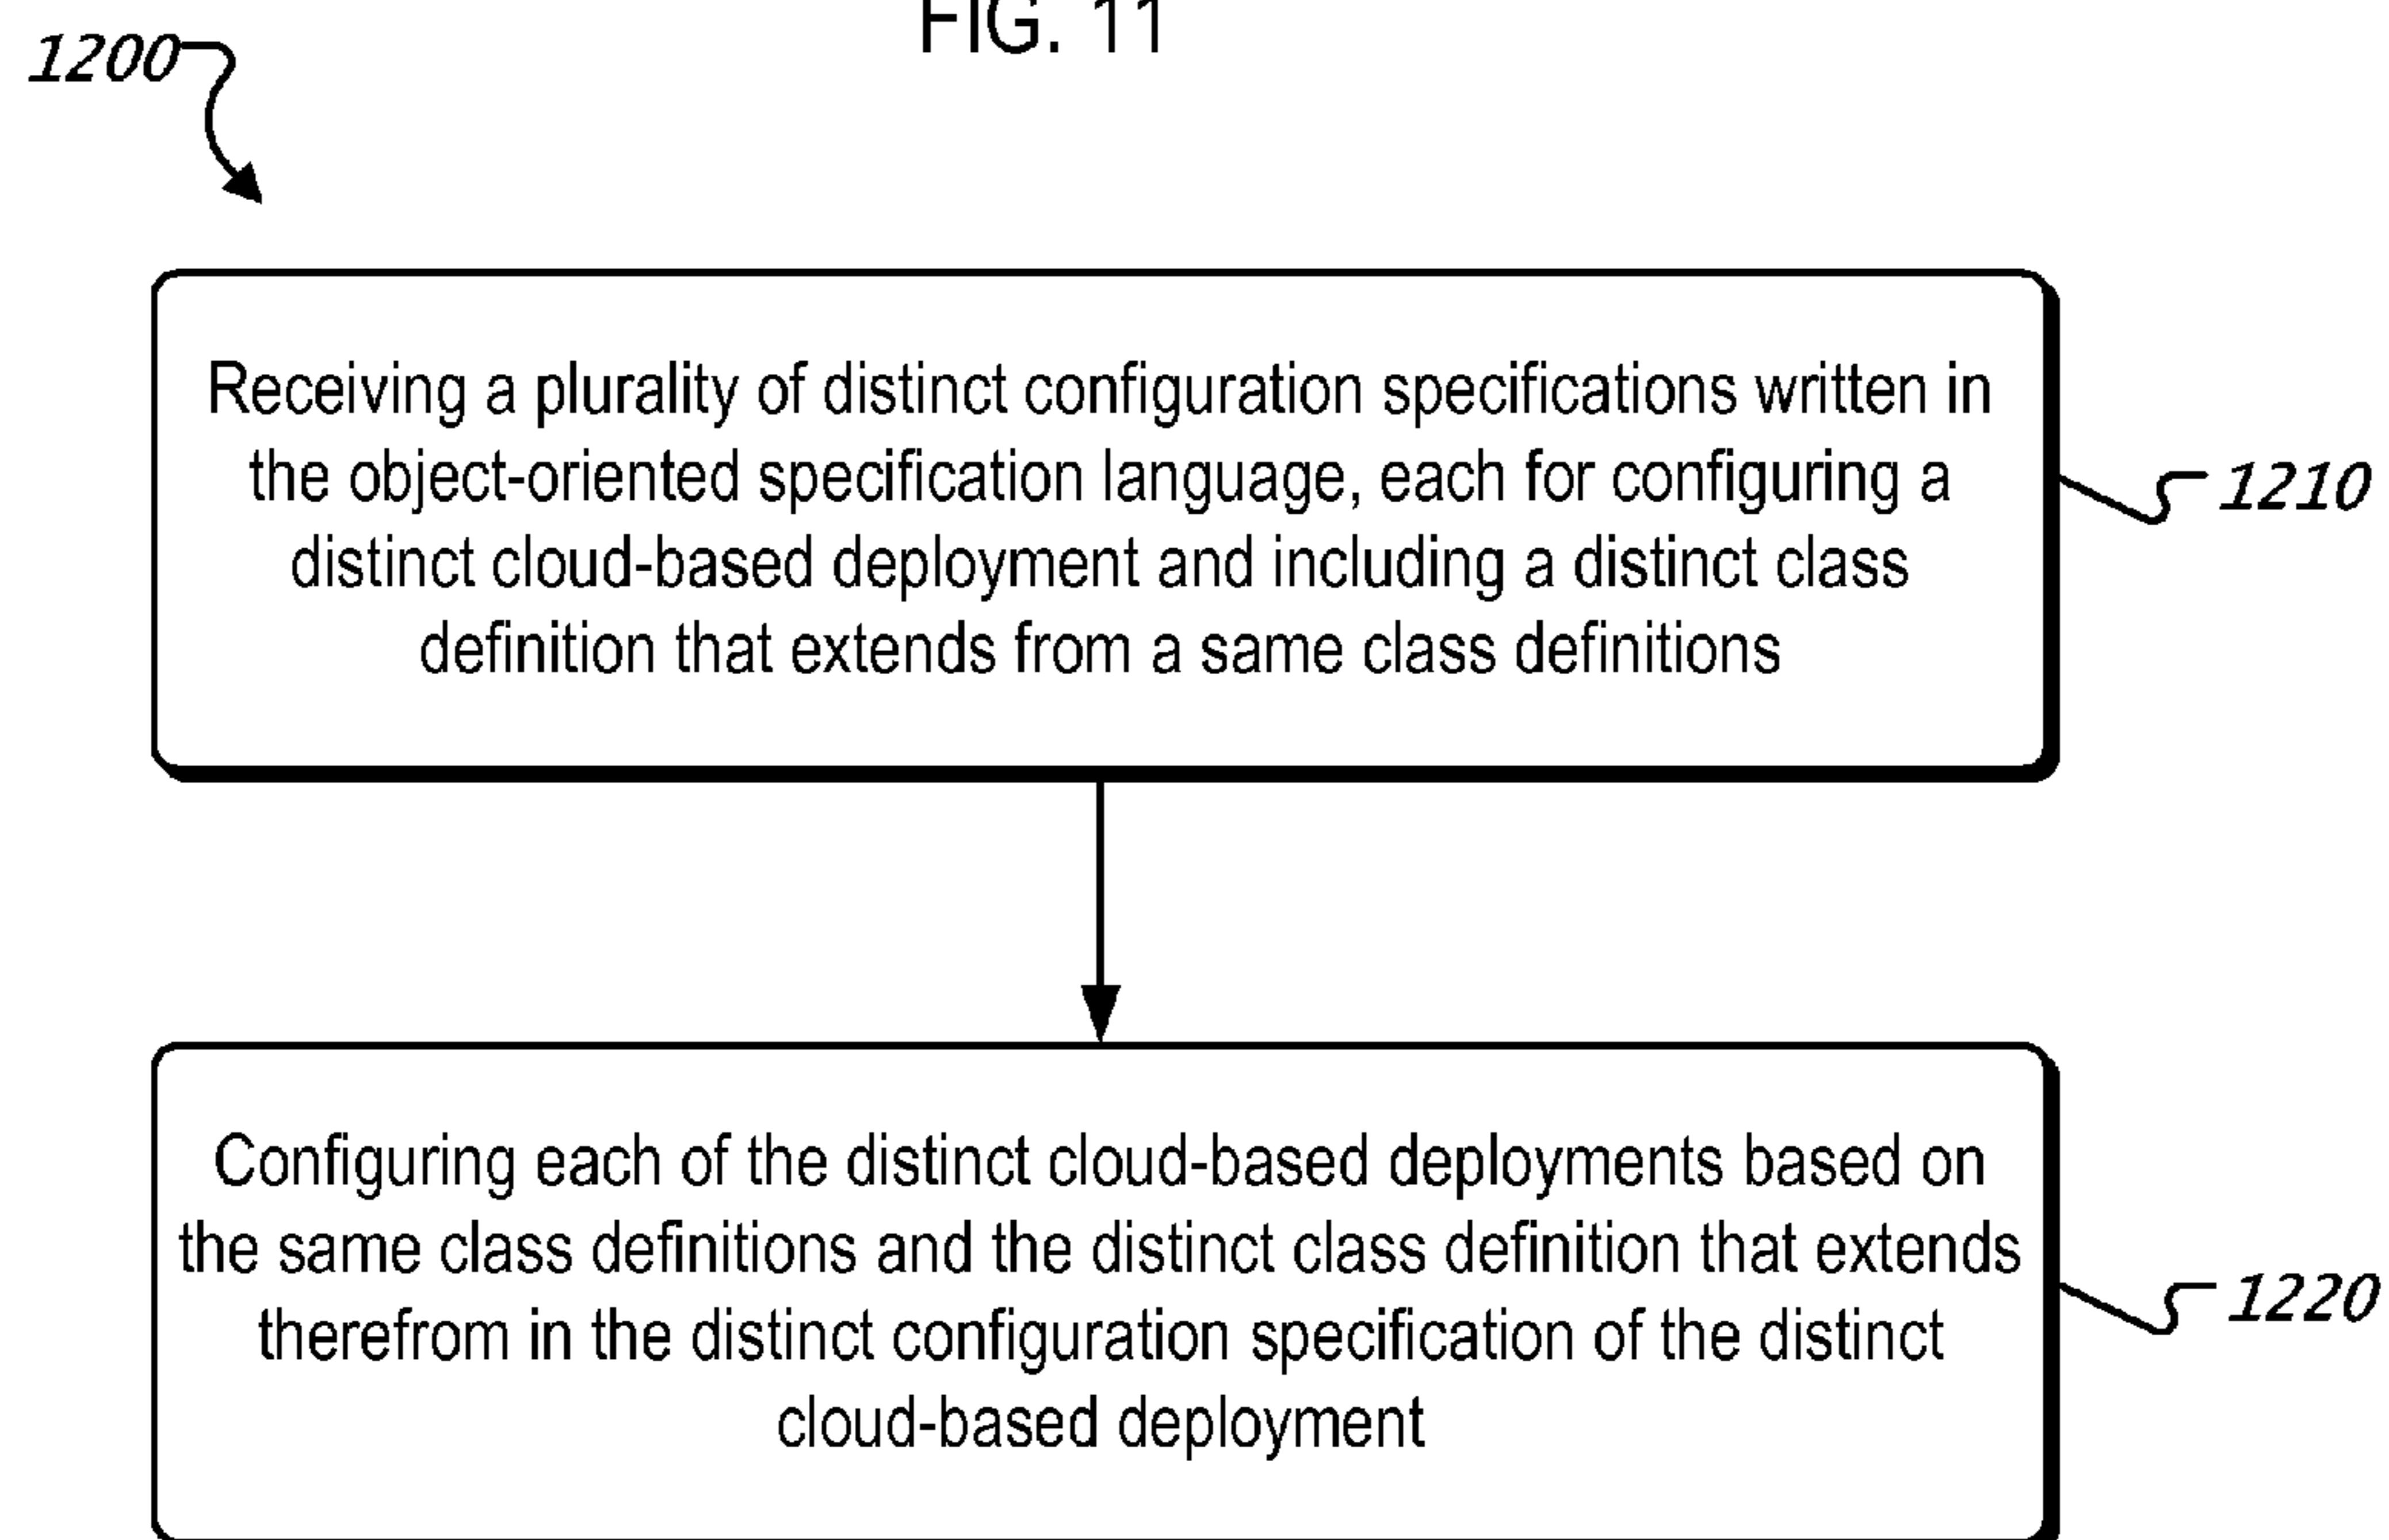 FIG. 11
1200
Receiving a plurality of distinct configuration specifications written in
the object-oriented specification language, each for configuring a
distinct cloud-based deployment and including a distinct class
definition that extends from a same class definitions
1210
Configuring each of the distinct cloud-based deployments based on
the same class definitions and the distinct class definition that extends
therefrom in the distinct configuration specification of the distinct
cloud-based deployment
1220